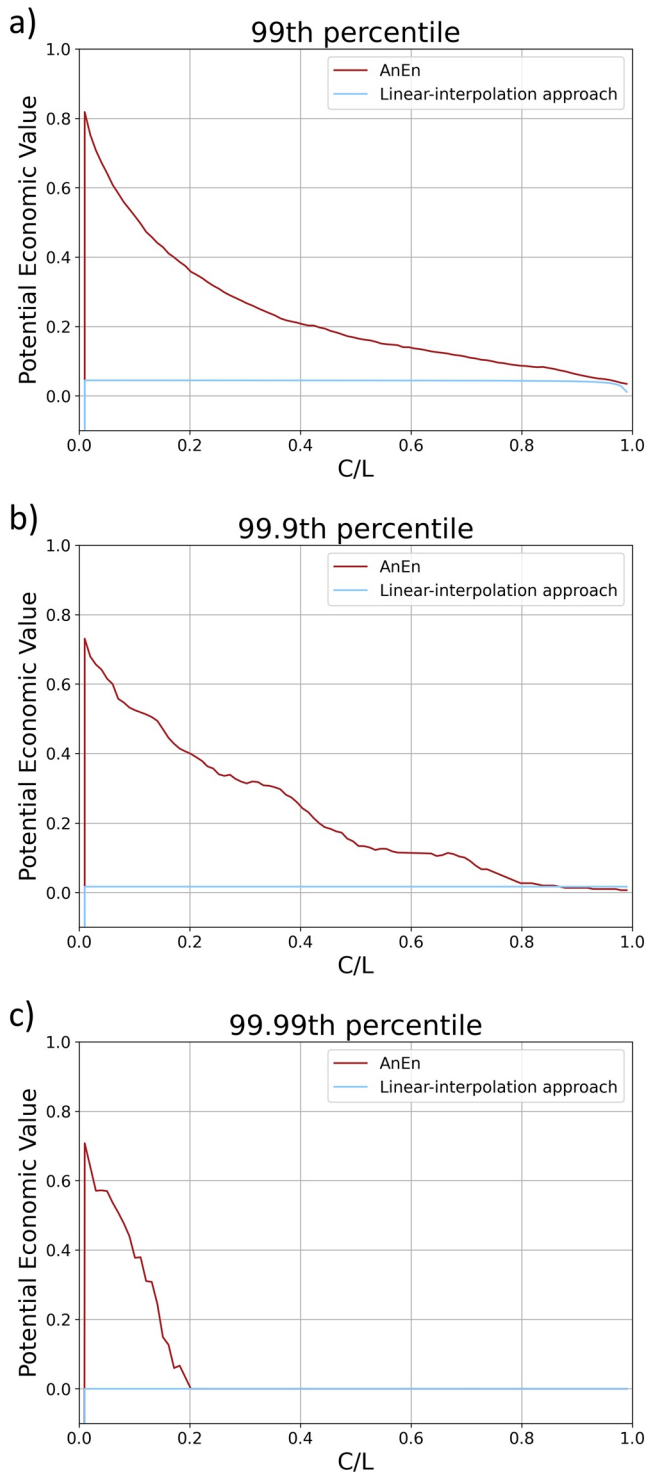 a)
99th percentile
1.0
AnEn
Linear-interpolation approach
0.8
0.6
0.4
0.2
0.0
Potential Economic Value
0.0 0.2 0.4 0.6 0.8 1.0
C/L
b)
99.9th percentile
1.0
AnEn
Linear-interpolation approach
0.8
0.6
0.4
0.2
0.0
Potential Economic Value
0.0 0.2 0.4 0.6 0.8 1.0
C/L
c)
99.99th percentile
1.0
AnEn
Linear-interpolation approach
0.8
0.6
0.4
0.2
0.0
Potential Economic Value
0.0 0.2 0.4 0.6 0.8 1.0
C/L